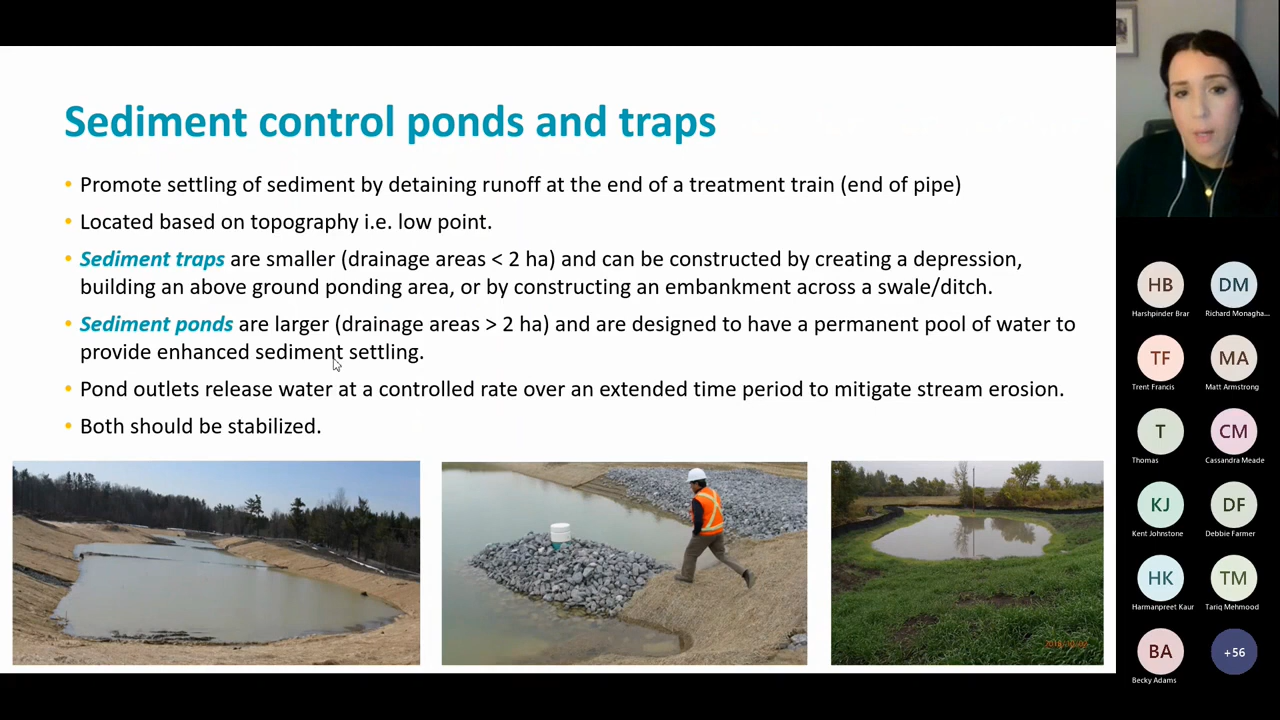 Sediment control ponds and traps
• Promote settling of sediment by detaining runoff at the end of a treatment train (end of pipe)
• Located based on topography i.e. low point.
• Sediment traps are smaller (drainage areas < 2 ha) and can be constructed by creating a depression,
building an above ground ponding area, or by constructing an embankment across a swale/ditch.
• Sediment ponds are larger (drainage areas > 2 ha) and are designed to have a permanent pool of water to
provide enhanced sediment settling.
• Pond outlets release water at a controlled rate over an extended time period to mitigate stream erosion.
• Both should be stabilized.
HB
Harshpinder Brar
DM
Richard Monagha...
TF
Trent Francis
MA
Matt Armstrong
T
Thomas
CM
Cassandra Meade
KJ
Kent Johnstone
DF
Debbie Farmer
HK
Harmanpreet Kaur
TM
Tariq Mehmood
BA
Becky Adams
+56